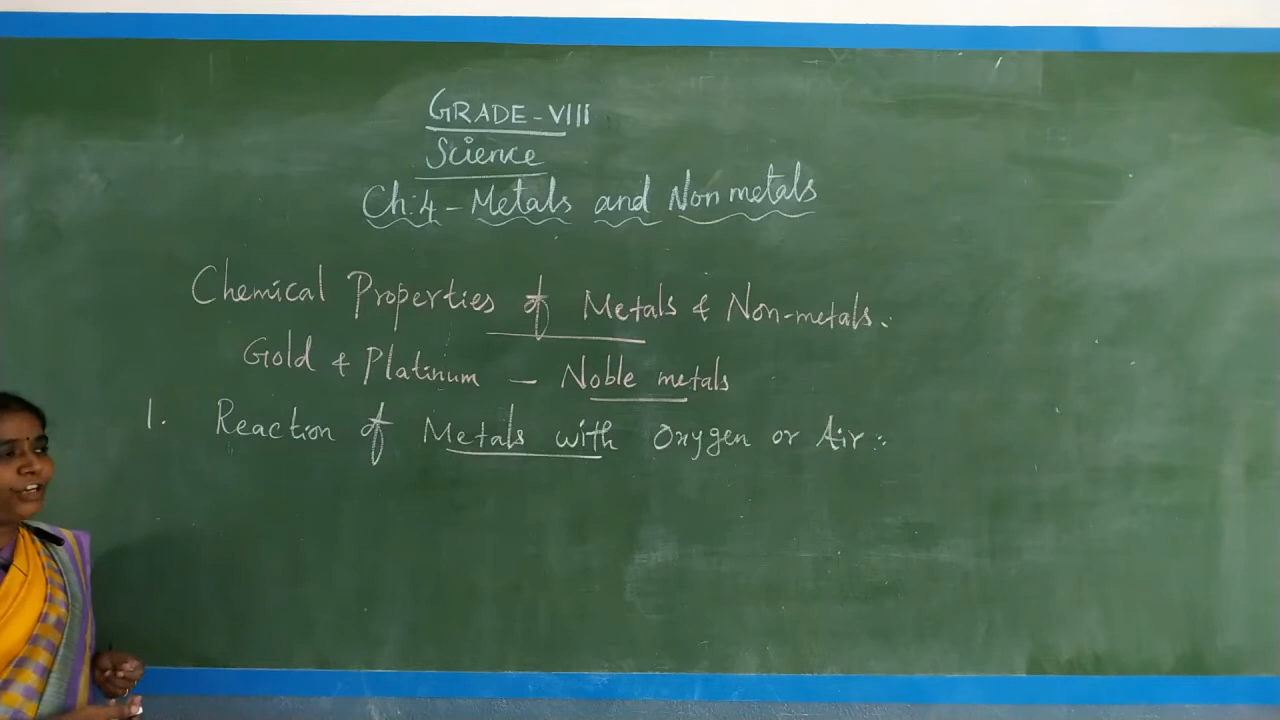 GRADE-VIII
Science
Ch:4 - Metals and Non metals
Chemical Properties of Metals & Non-metals.
Gold & Platinum - Noble metals
1. Reaction of Metals with Oxygen or Air :-